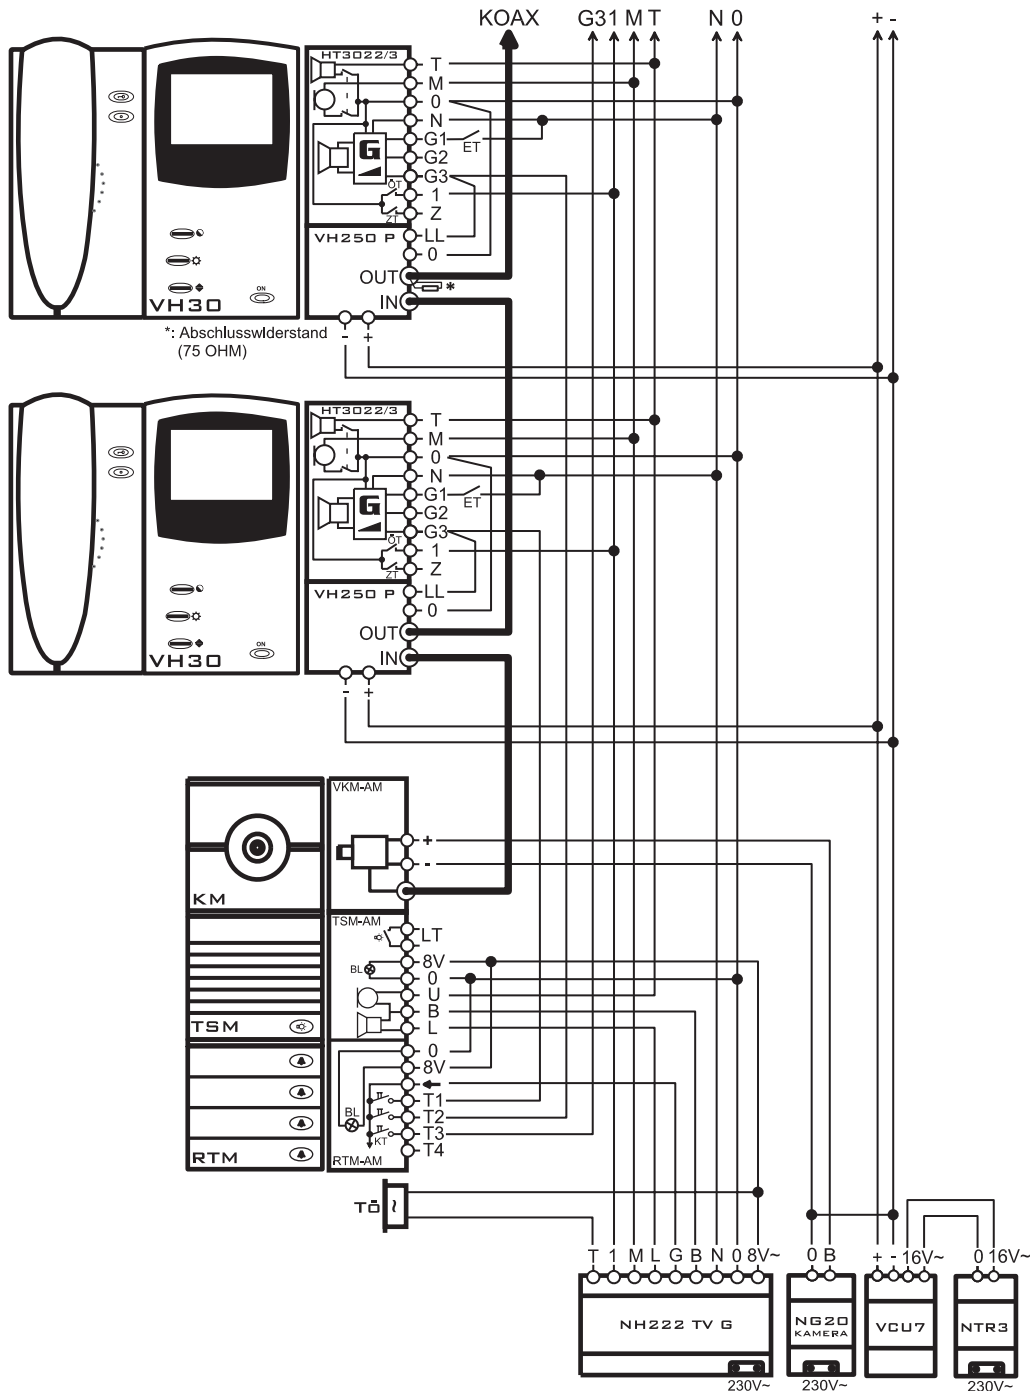 KOAX G31 M T N 0 + -
HT3022/3
T
M
0
N
G1
ET
G2
G3
ÖT
1
Z
ZT
VH250 P
LL
0
OUT
*
IN
ON
VH30
- +
*: Abschlusswiderstand
(75 OHM)
HT3022/3
T
M
0
N
G1
ET
G2
G3
ÖT
1
Z
ZT
VH250 P
LL
0
OUT
IN
ON
VH30
- +
VKM-AM
+
-
KM
TSM-AM
LT
8V
BL
0
U
B
L
TSM
0
8V
T1
BL
T2
T3
KT
T4
RTM
RTM-AM
TÖ ~
T 1 M L G B N 0 8V~
0 B
+ - 16V~
0 16V~
NH222 TV G
NG20
KAMERA
VCU7
NTR3
230V~
230V~
230V~